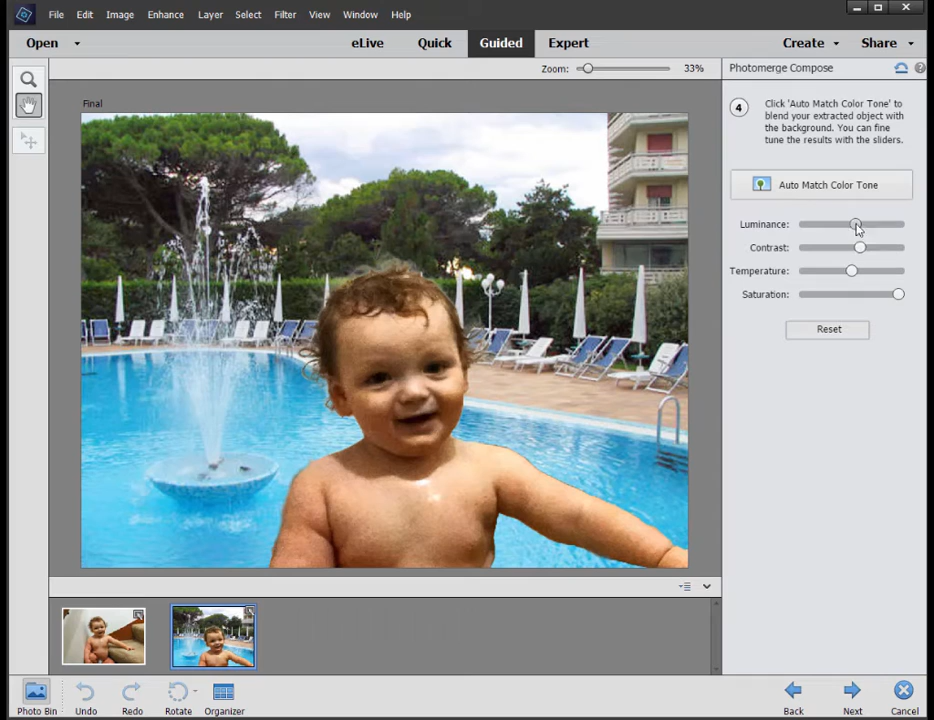 File Edit Image Enhance Layer Select Filter View Window Help
Open eLive Quick Guided Expert Create Share
Zoom: 33% Photomerge Compose
Final
4
Click 'Auto Match Color Tone' to
blend your extracted object with
the background. You can fine
tune the results with the sliders.
Auto Match Color Tone
Luminance:
Contrast:
Temperature:
Saturation:
Reset
Photo Bin Undo Redo Rotate Organizer Back Next Cancel